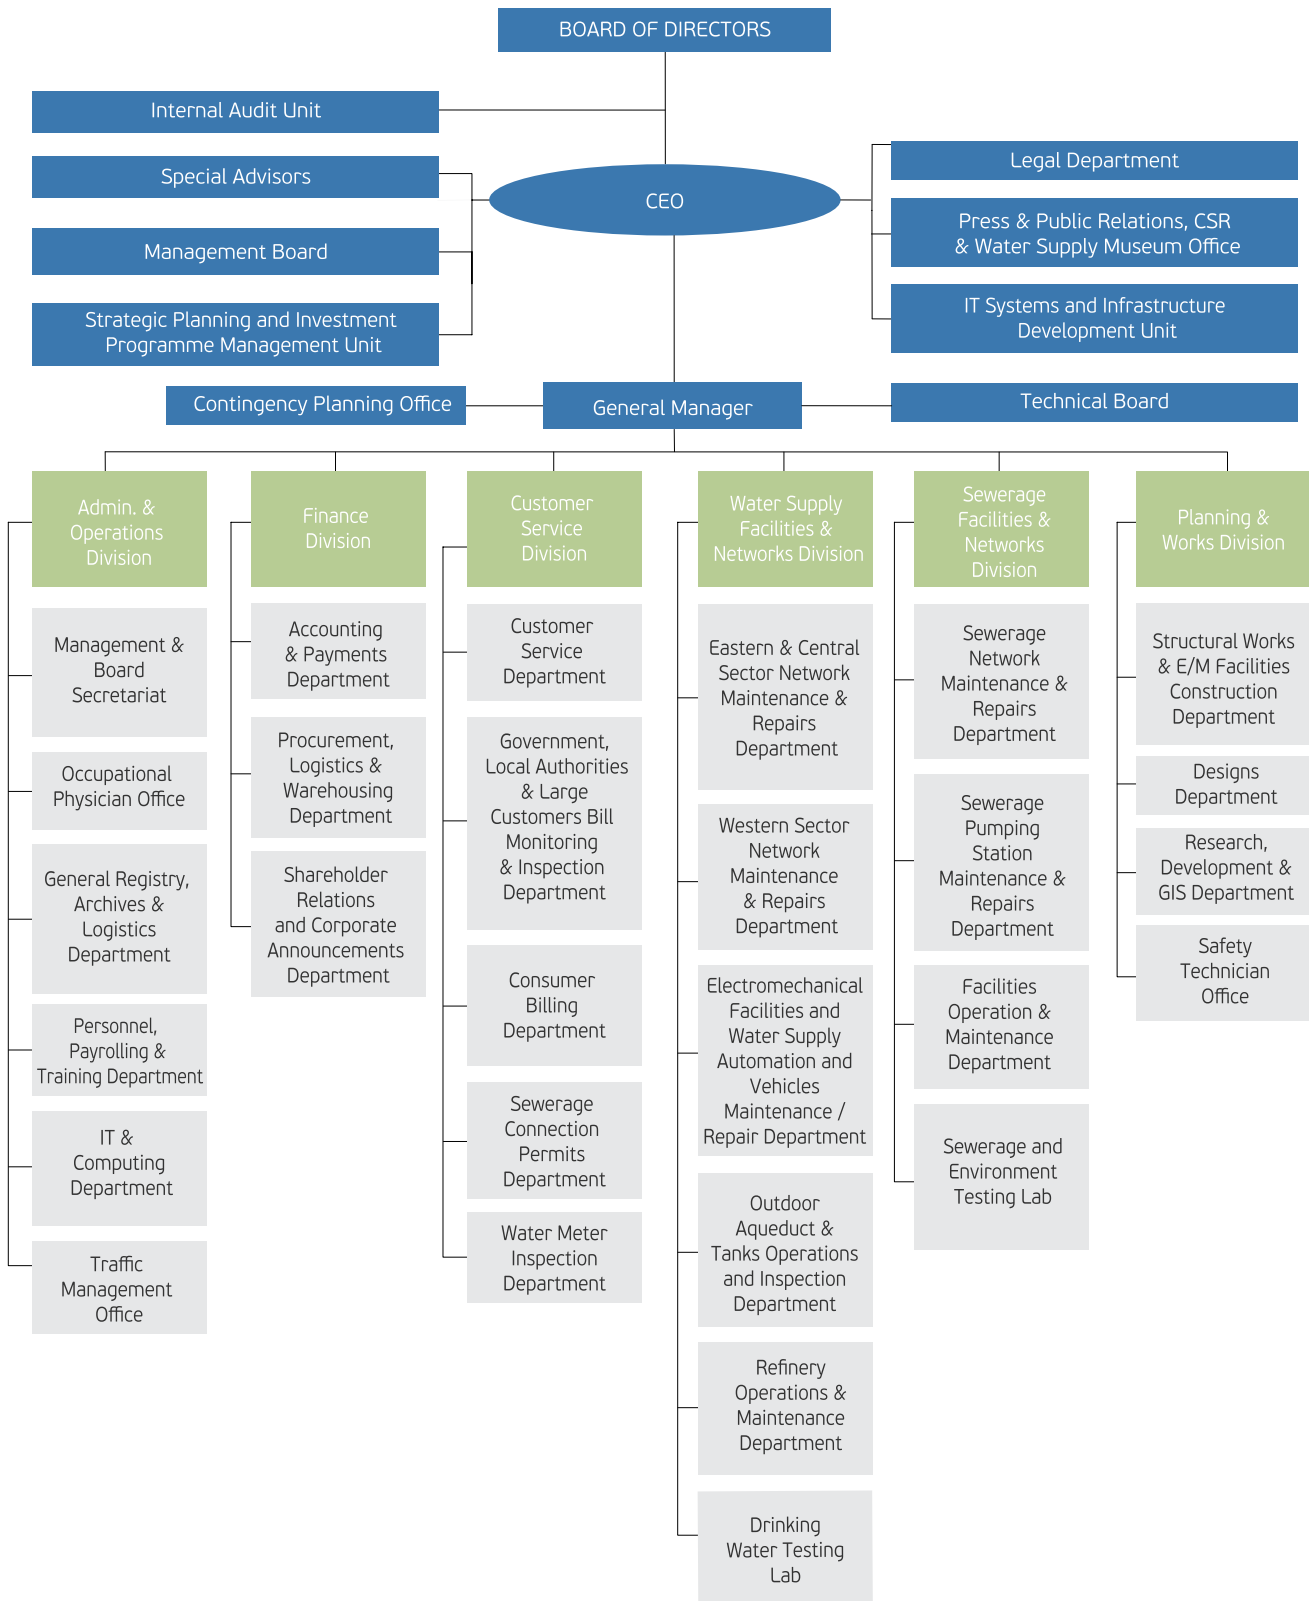 BOARD OF DIRECTORS
Internal Audit Unit
Special Advisors
Management Board
Strategic Planning and Investment
Programme Management Unit
CEO
Legal Department
Press & Public Relations, CSR
& Water Supply Museum Office
IT Systems and Infrastructure
Development Unit
Contingency Planning Office
General Manager
Technical Board
Admin. &
Operations
Division
Management &
Board
Secretariat
Occupational
Physician Office
General Registry,
Archives &
Logistics
Department
Personnel,
Payrolling &
Training Department
IT &
Computing
Department
Traffic
Management
Office
Finance
Division
Accounting
& Payments
Department
Procurement,
Logistics &
Warehousing
Department
Shareholder
Relations
and Corporate
Announcements
Department
Customer
Service
Division
Customer
Service
Department
Government,
Local Authorities
& Large
Customers Bill
Monitoring
& Inspection
Department
Consumer
Billing
Department
Sewerage
Connection
Permits
Department
Water Meter
Inspection
Department
Water Supply
Facilities &
Networks Division
Eastern & Central
Sector Network
Maintenance &
Repairs
Department
Western Sector
Network
Maintenance
& Repairs
Department
Electromechanical
Facilities and
Water Supply
Automation and
Vehicles
Maintenance /
Repair Department
Outdoor
Aqueduct &
Tanks Operations
and Inspection
Department
Refinery
Operations &
Maintenance
Department
Drinking
Water Testing
Lab
Sewerage
Facilities &
Networks
Division
Sewerage
Network
Maintenance &
Repairs
Department
Sewerage
Pumping
Station
Maintenance &
Repairs
Department
Facilities
Operation &
Maintenance
Department
Sewerage and
Environment
Testing Lab
Planning &
Works Division
Structural Works
& E/M Facilities
Construction
Department
Designs
Department
Research,
Development &
GIS Department
Safety
Technician
Office